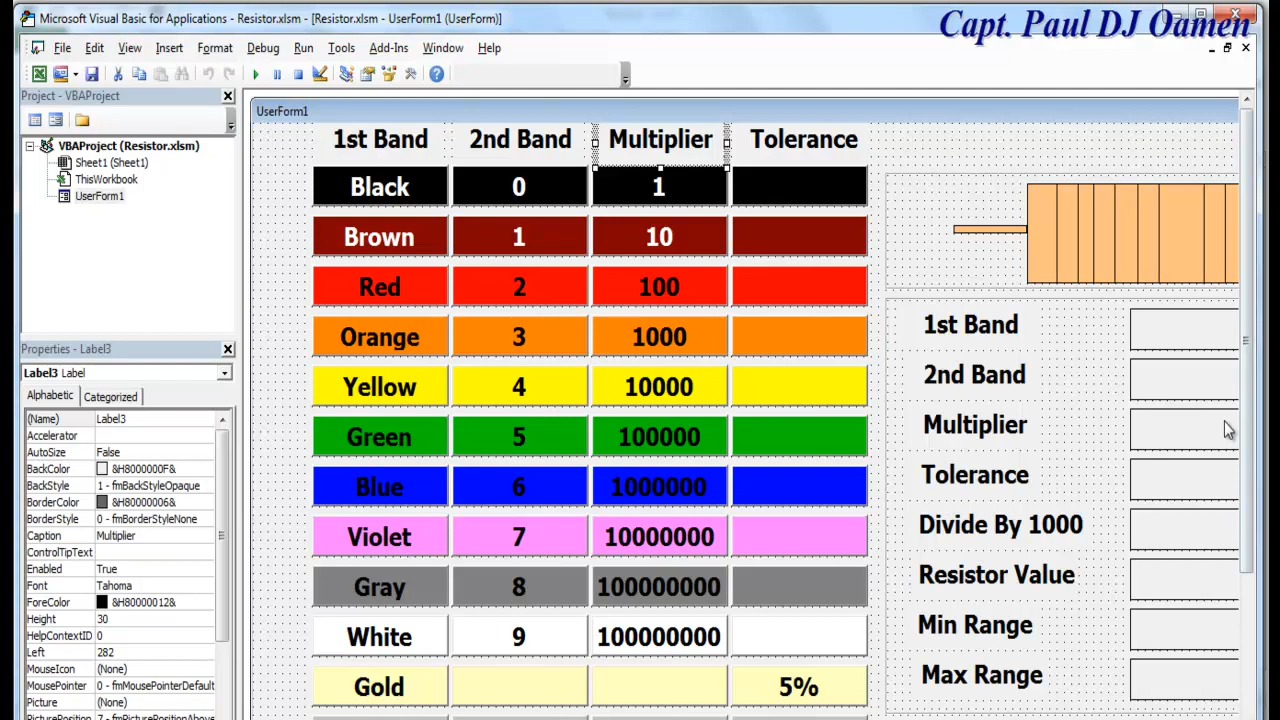 Microsoft Visual Basic for Applications - Resistor.xlsm - [Resistor.xlsm - UserForm1 (UserForm)]
Capt. Paul DJ Oamen
File Edit View Insert Format Debug Run Tools Add-Ins Window Help
Project - VBAProject
VBAProject (Resistor.xlsm)
Sheet1 (Sheet1)
ThisWorkbook
UserForm1
Properties - Label3
Label3 Label
Alphabetic Categorized
(Name) Label3
Accelerator
AutoSize False
BackColor &H8000000F&
BackStyle 1 - fmBackStyleOpaque
BorderColor &H80000006&
BorderStyle 0 - fmBorderStyleNone
Caption Multiplier
ControlTipText
Enabled True
Font Tahoma
ForeColor &H80000012&
Height 30
HelpContextID 0
Left 282
MouseIcon (None)
MousePointer 0 - fmMousePointerDefault
Picture (None)
PicturePosition 7 - fmPicturePositionAbove
UserForm1
1st Band 2nd Band Multiplier Tolerance
Black 0 1
Brown 1 10
Red 2 100
Orange 3 1000
Yellow 4 10000
Green 5 100000
Blue 6 1000000
Violet 7 10000000
Gray 8 100000000
White 9 100000000
Gold 5%
1st Band
2nd Band
Multiplier
Tolerance
Divide By 1000
Resistor Value
Min Range
Max Range